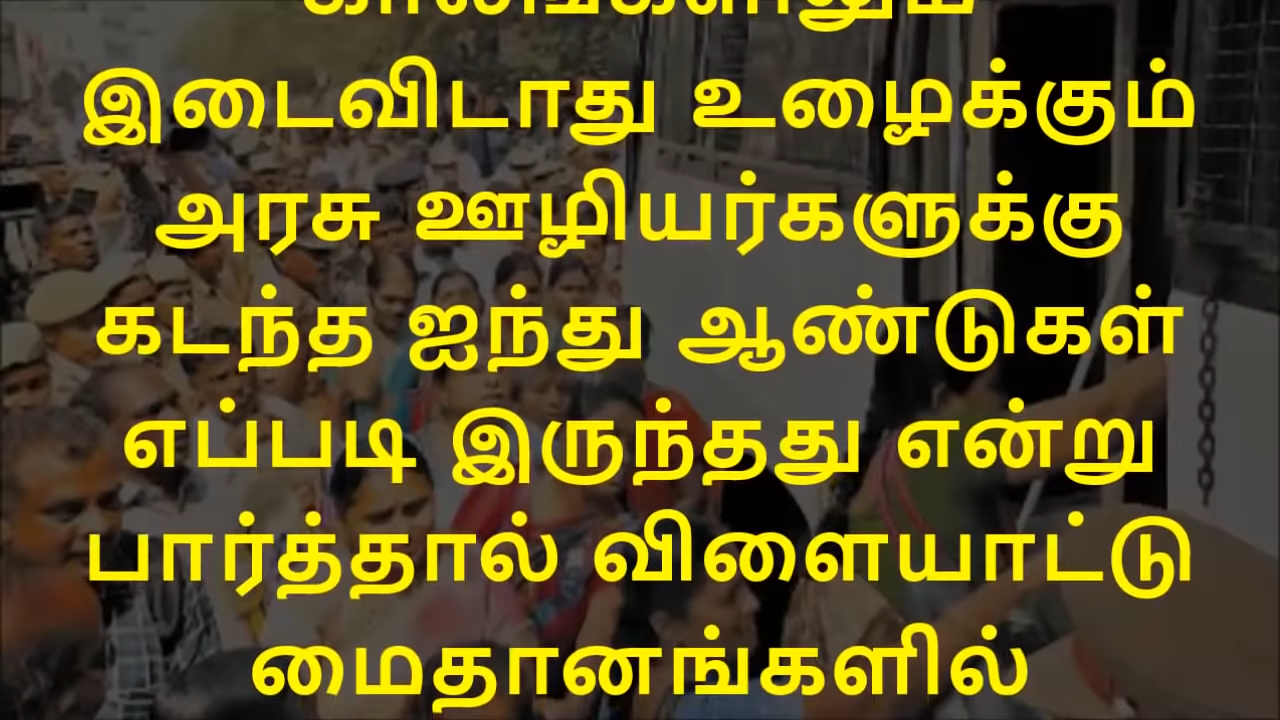 இடைவிடாது உழைக்கும்
அரசு ஊழியர்களுக்கு
கடந்த ஐந்து ஆண்டுகள்
எப்படி இருந்தது என்று
பார்த்தால் விளையாட்டு
மைதானங்களில்